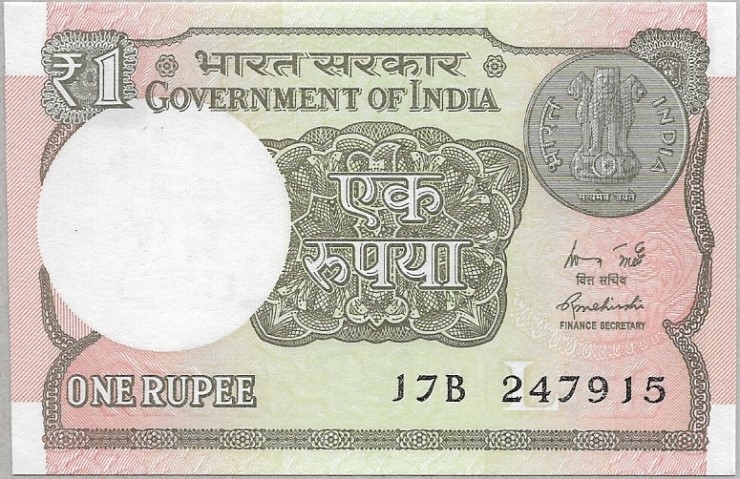 ₹1
भारत सरकार
GOVERNMENT OF INDIA
भारत
INDIA
सत्यमेव जयते
एक
रुपया
वित्त सचिव
FINANCE SECRETARY
ONE RUPEE
17B 247915
L